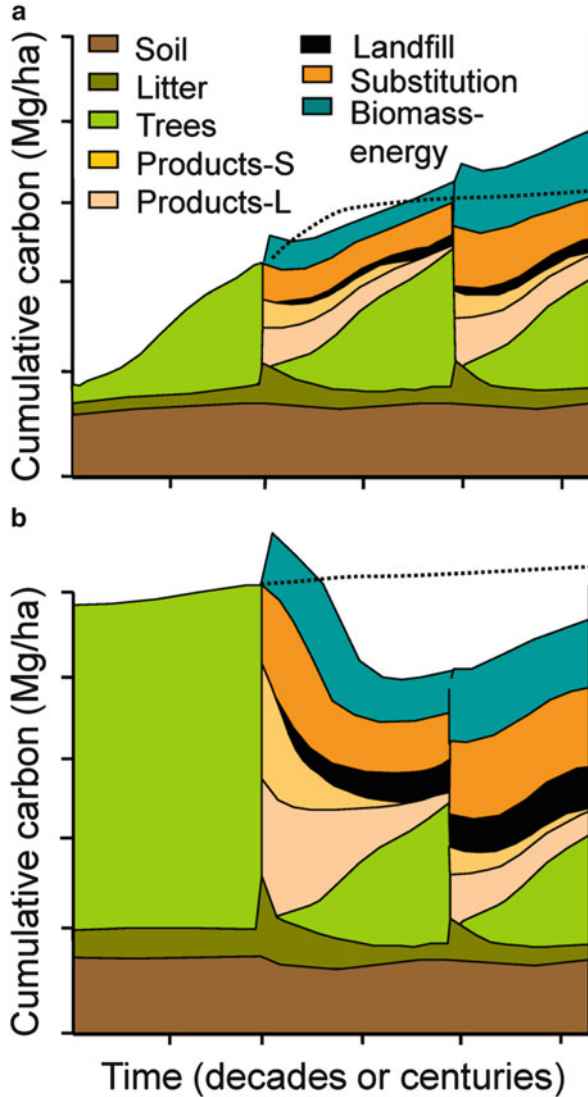 a
Cumulative carbon (Mg/ha)
Soil
Litter
Trees
Products-S
Products-L
Landfill
Substitution
Biomass-
energy
b
Cumulative carbon (Mg/ha)
Time (decades or centuries)